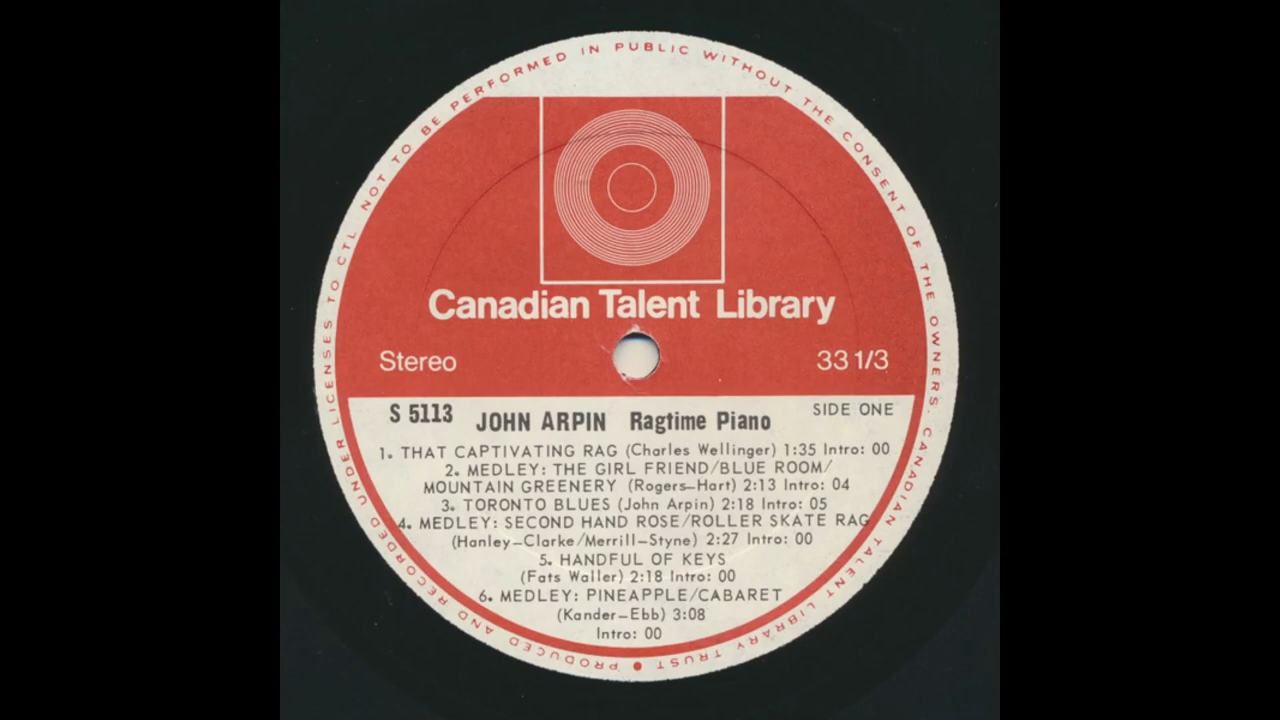 PRODUCED AND RECORDED UNDER LICENSES TO CTL NOT TO BE PERFORMED IN PUBLIC WITHOUT THE CONSENT OF THE OWNERS. CANADIAN TALENT LIBRARY TRUST •
Canadian Talent Library
Stereo 33 1/3
S 5113 JOHN ARPIN Ragtime Piano SIDE ONE
1. THAT CAPTIVATING RAG (Charles Wellinger) 1:35 Intro: 00
2. MEDLEY: THE GIRL FRIEND/BLUE ROOM/
MOUNTAIN GREENERY (Rogers-Hart) 2:13 Intro: 04
3. TORONTO BLUES (John Arpin) 2:18 Intro: 05
4. MEDLEY: SECOND HAND ROSE/ROLLER SKATE RAG
(Hanley-Clarke/Merrill-Styne) 2:27 Intro: 00
5. HANDFUL OF KEYS
(Fats Waller) 2:18 Intro: 00
6. MEDLEY: PINEAPPLE/CABARET
(Kander-Ebb) 3:08
Intro: 00